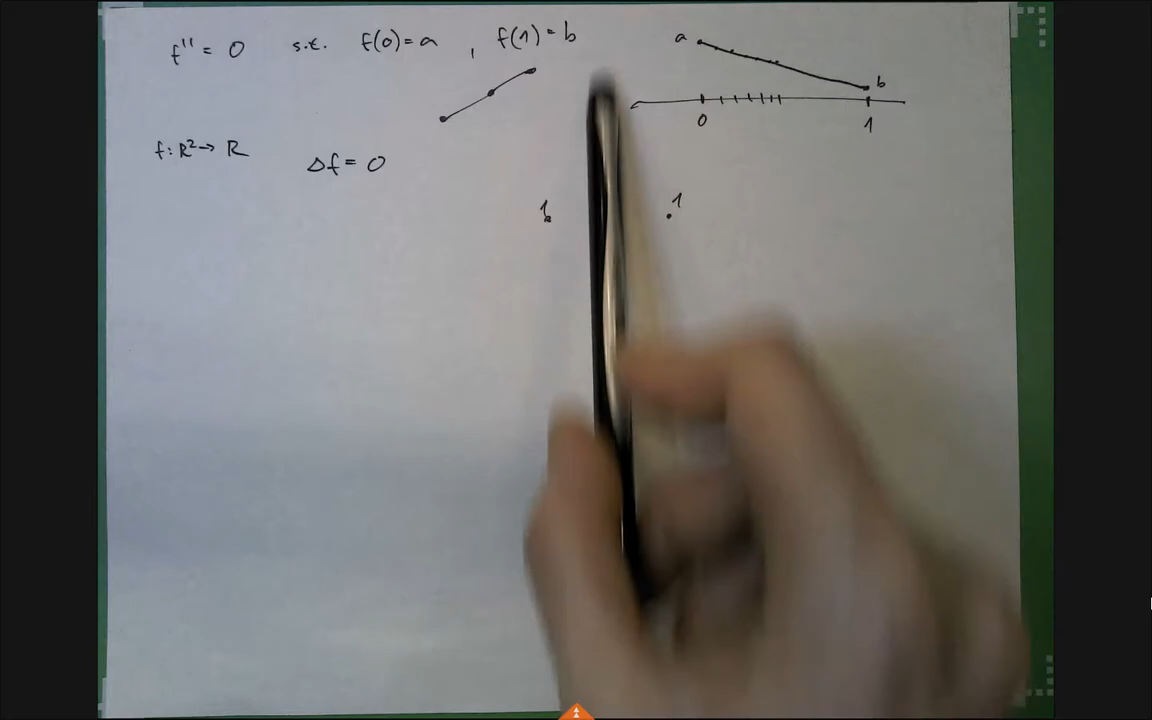 f'' = 0 s.t. f(0) = a , f(1) = b
a
b
0 1
f: R² → R Δf = 0
1 1